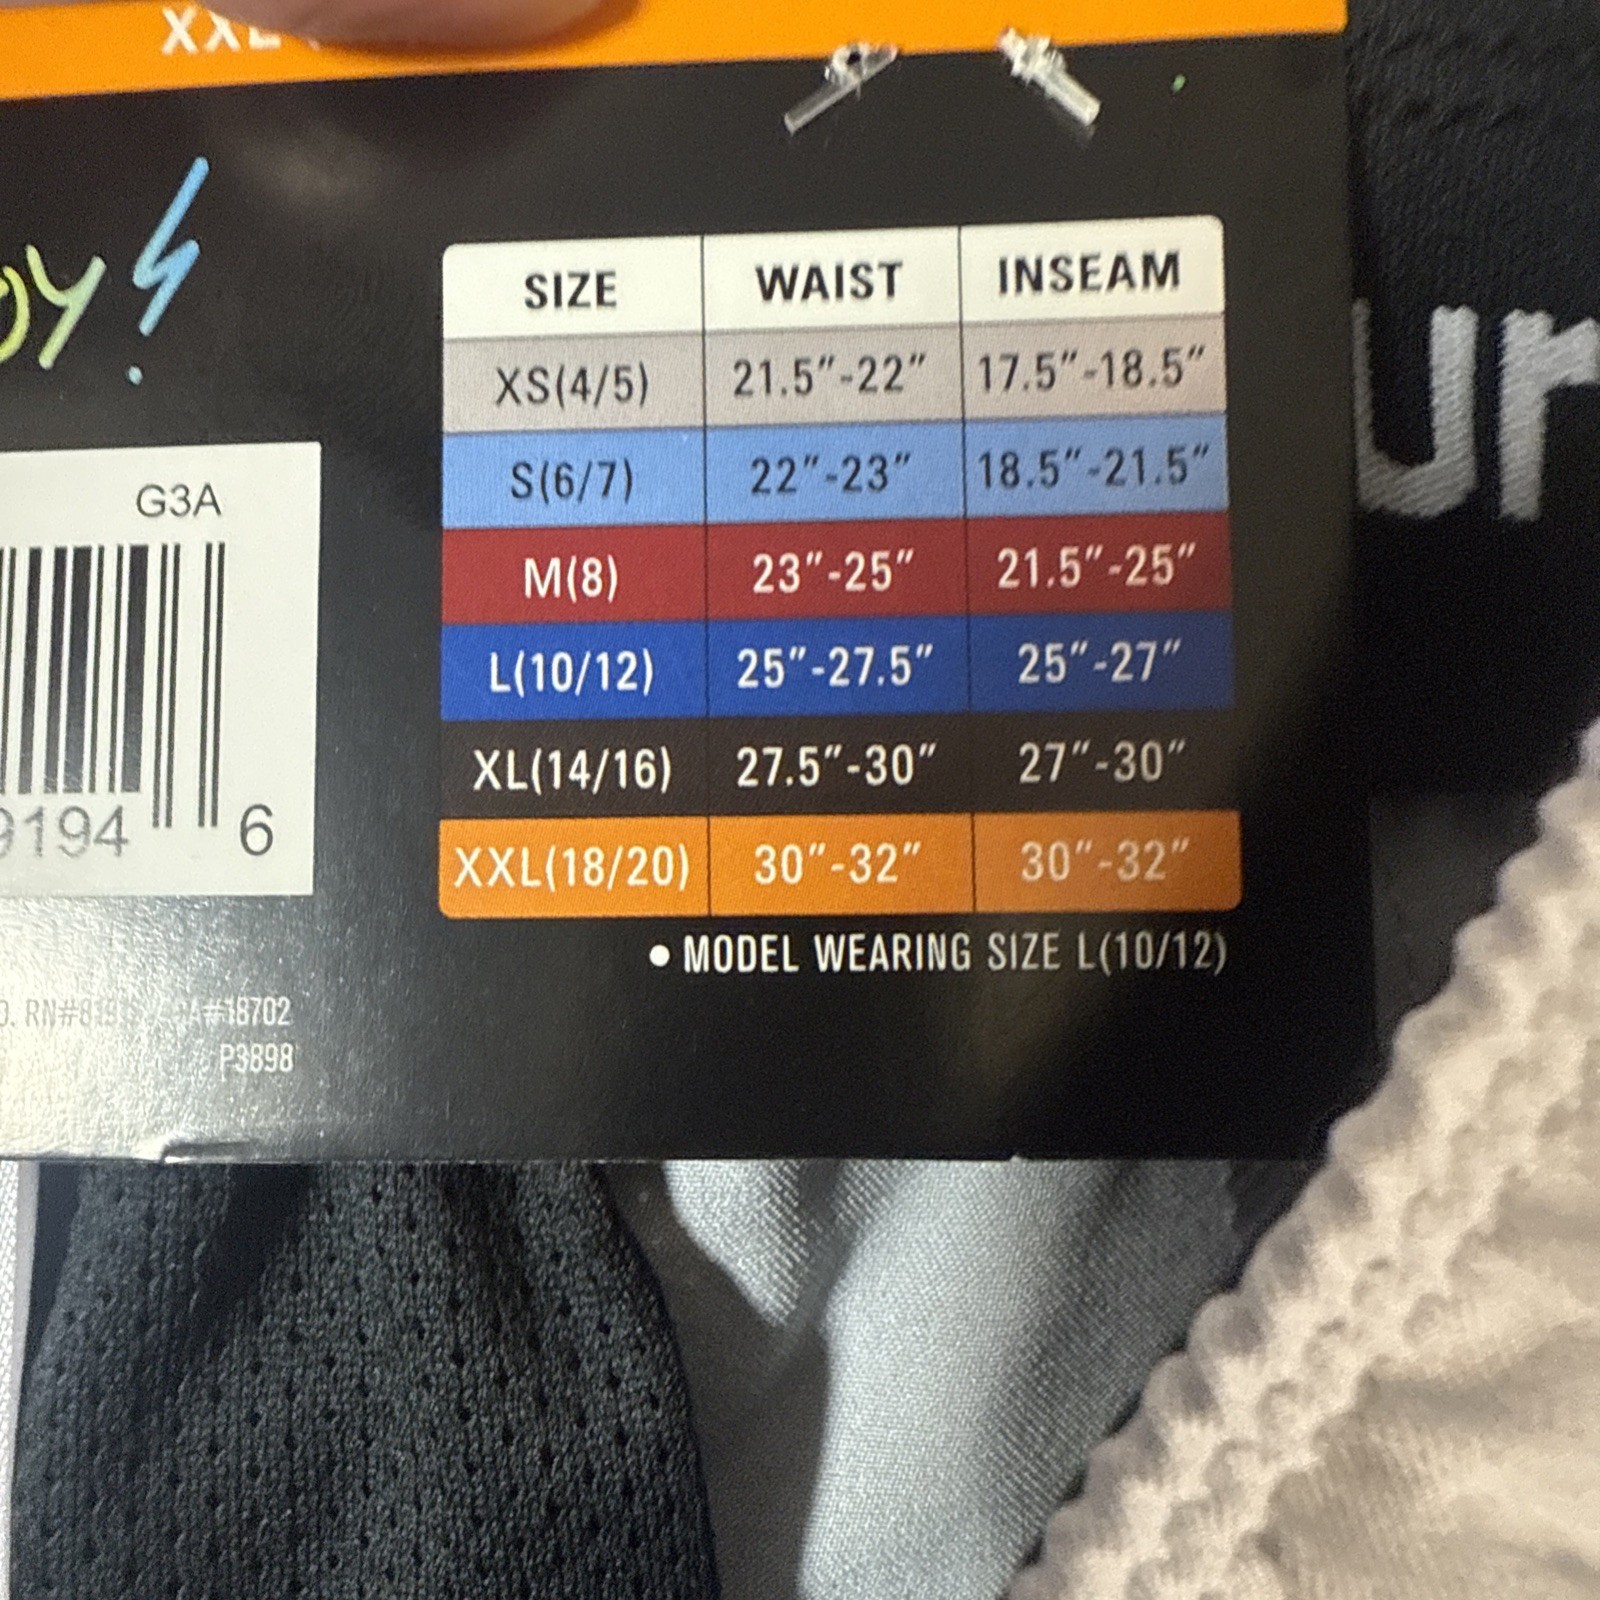 XXL
SIZE WAIST INSEAM
XS(4/5) 21.5"-22" 17.5"-18.5"
S(6/7) 22"-23" 18.5"-21.5"
M(8) 23"-25" 21.5"-25"
L(10/12) 25"-27.5" 25"-27"
XL(14/16) 27.5"-30" 27"-30"
XXL(18/20) 30"-32" 30"-32"
• MODEL WEARING SIZE L(10/12)
G3A
9194 6
#18702
P3898
ur